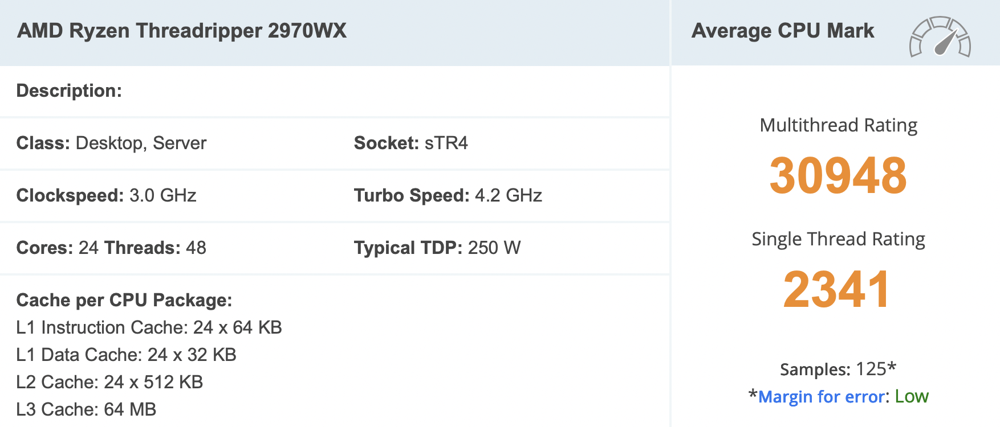 AMD Ryzen Threadripper 2970WX
Description:
Class: Desktop, Server
Socket: sTR4
Clockspeed: 3.0 GHz
Turbo Speed: 4.2 GHz
Cores: 24 Threads: 48
Typical TDP: 250 W
Cache per CPU Package:
L1 Instruction Cache: 24 x 64 KB
L1 Data Cache: 24 x 32 KB
L2 Cache: 24 x 512 KB
L3 Cache: 64 MB
Average CPU Mark
Multithread Rating
30948
Single Thread Rating
2341
Samples: 125*
*Margin for error: Low